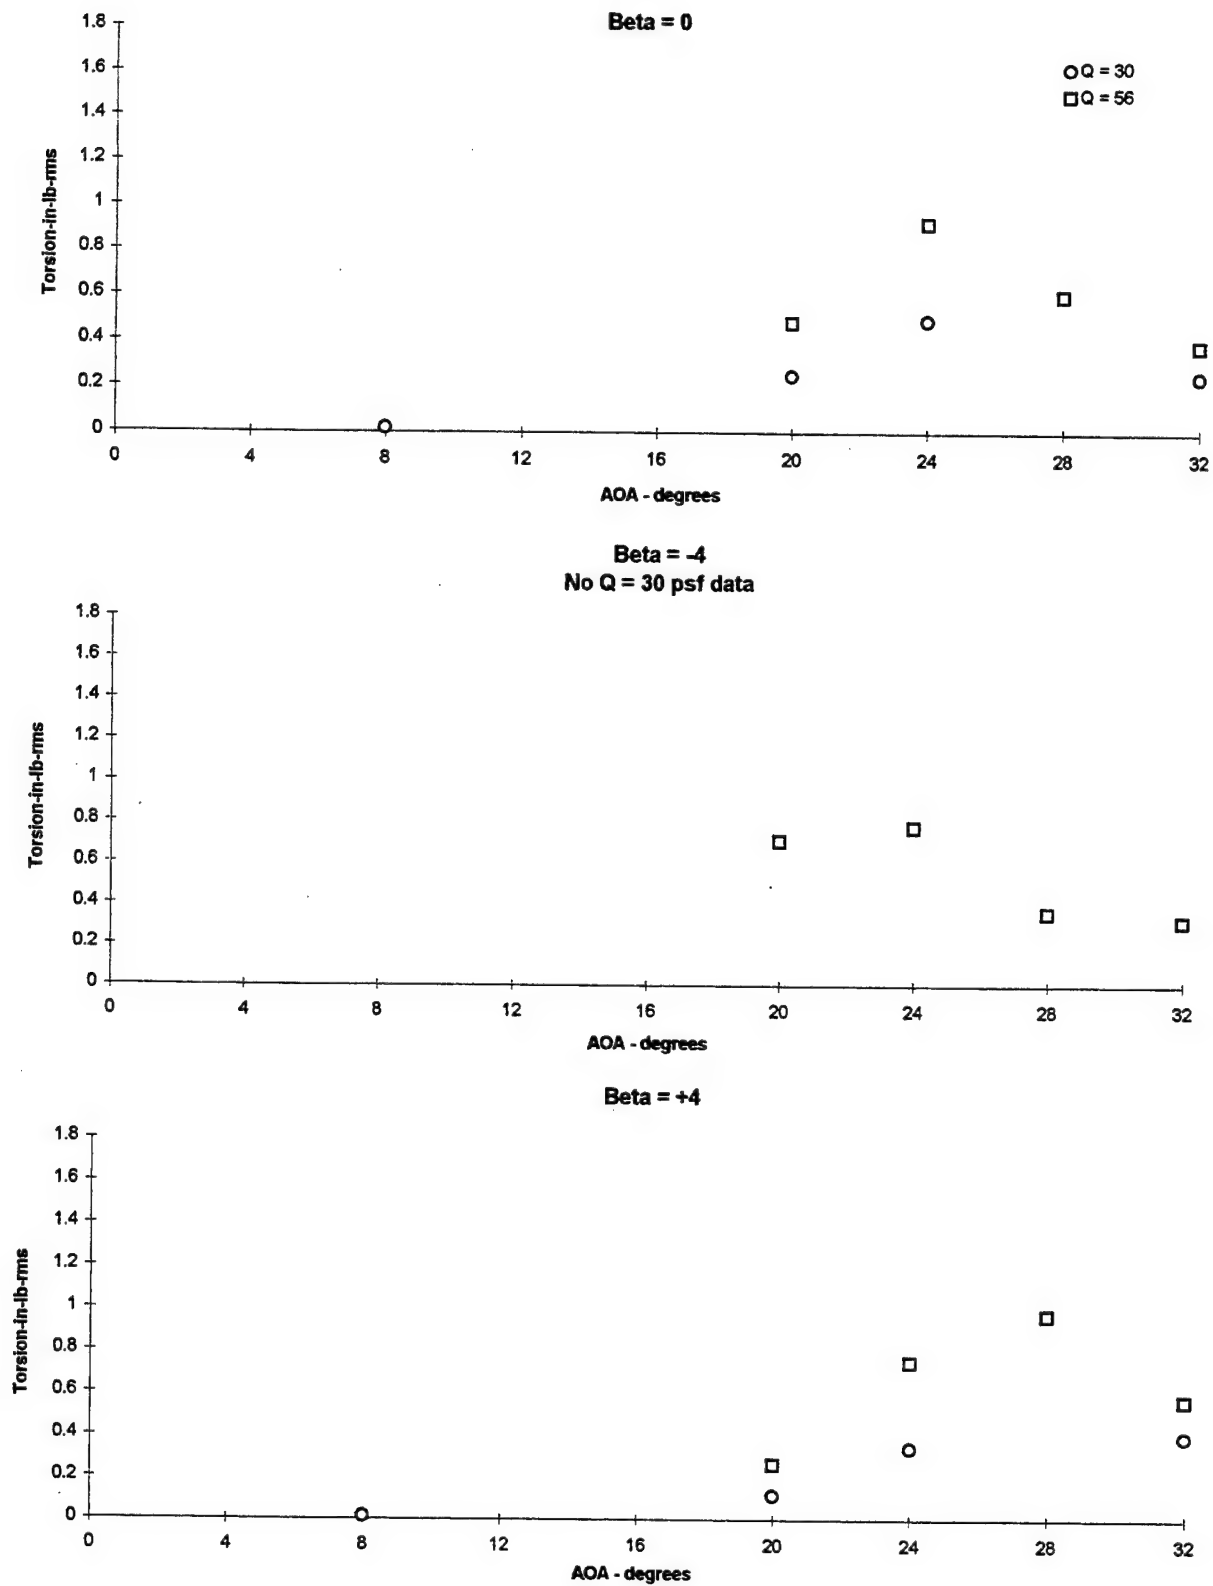 Beta = 0
1.8
1.6
1.4
1.2
1
0.8
0.6
0.4
0.2
0
Torsion-in-lb-rms
Q = 30
Q = 56
0 4 8 12 16 20 24 28 32
AOA - degrees
Beta = -4
No Q = 30 psf data
1.8
1.6
1.4
1.2
1
0.8
0.6
0.4
0.2
0
Torsion-in-lb-rms
0 4 8 12 16 20 24 28 32
AOA - degrees
Beta = +4
1.8
1.6
1.4
1.2
1
0.8
0.6
0.4
0.2
0
Torsion-in-lb-rms
0 4 8 12 16 20 24 28 32
AOA - degrees